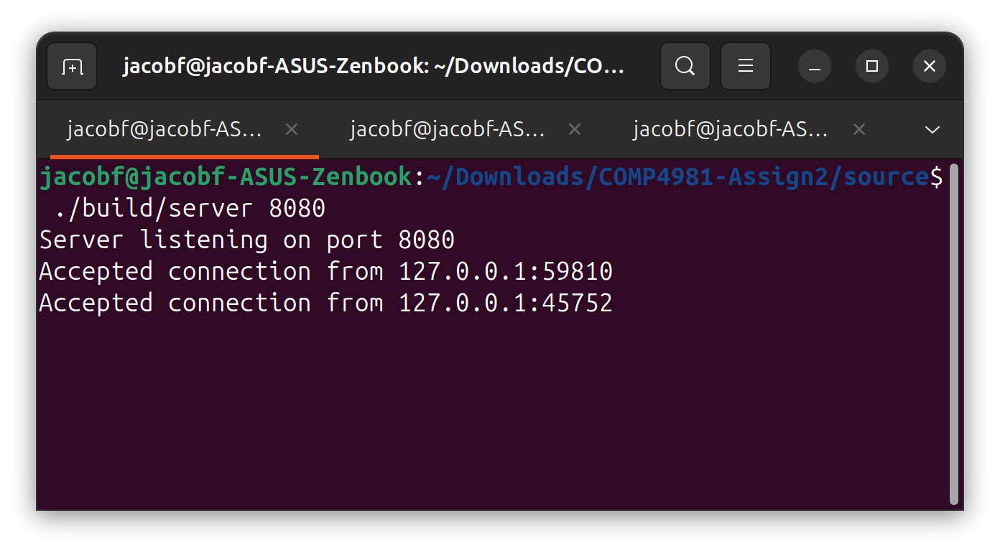 jacobf@jacobf-ASUS-Zenbook: ~/Downloads/CO...
jacobf@jacobf-AS... jacobf@jacobf-AS... jacobf@jacobf-AS...
jacobf@jacobf-ASUS-Zenbook:~/Downloads/COMP4981-Assign2/source$
./build/server 8080
Server listening on port 8080
Accepted connection from 127.0.0.1:59810
Accepted connection from 127.0.0.1:45752